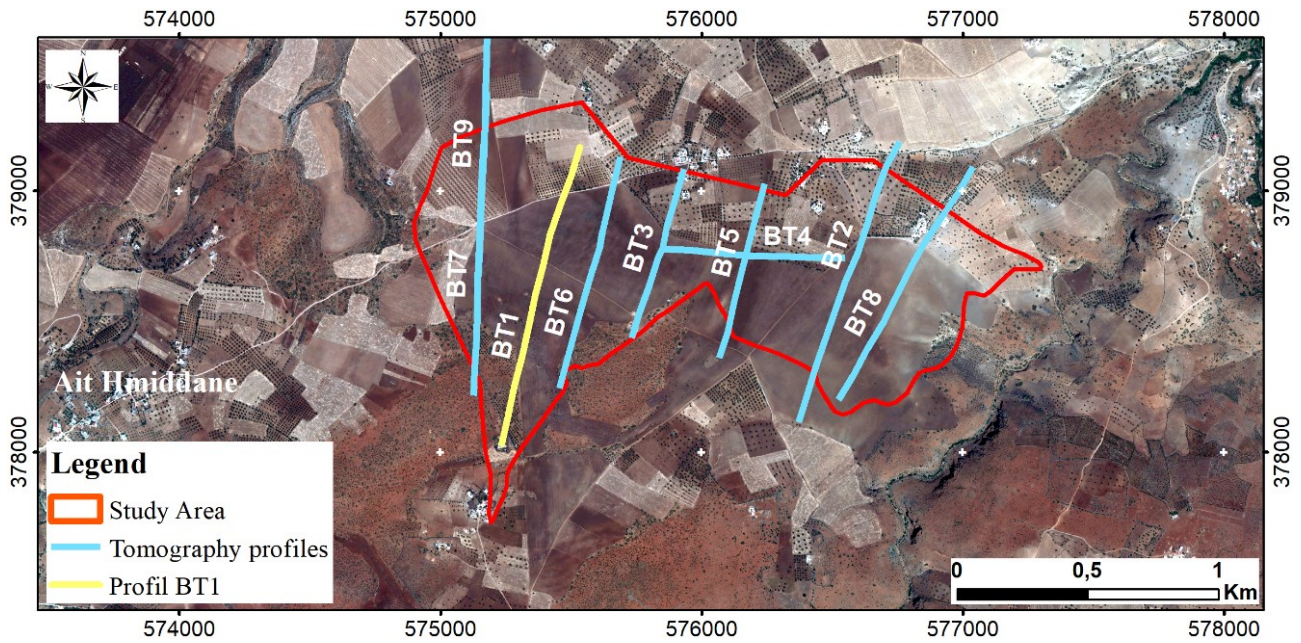 574000 575000 576000 577000 578000
N
W E
S
379000 379000
BT9
BT7
BT1
BT6
BT3
BT5
BT4
BT2
BT8
Ait Hmiddane
378000 378000
Legend
Study Area
Tomography profiles
Profil BT1
0 0,5 1
Km
574000 575000 576000 577000 578000